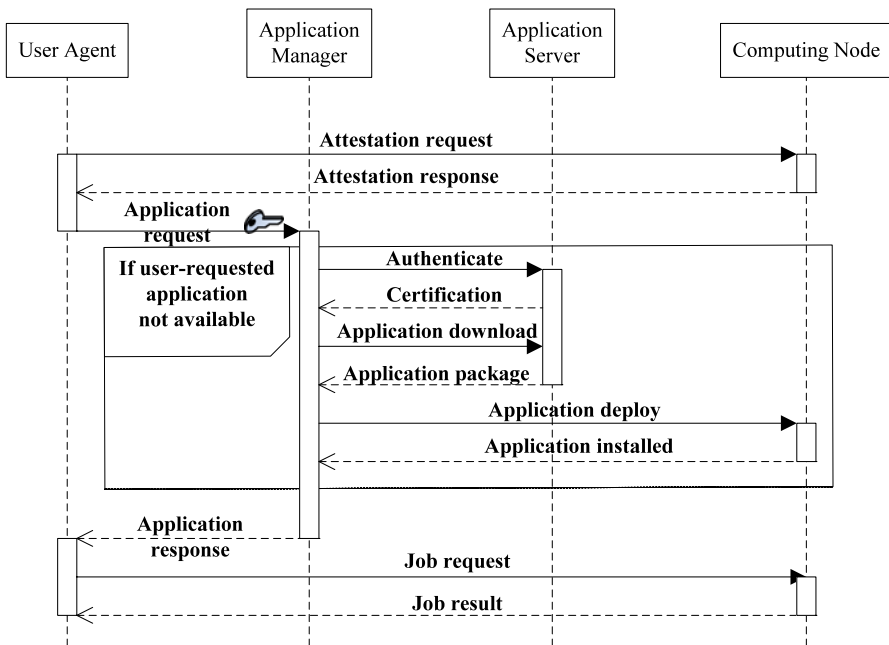 User Agent
Application
Manager
Application
Server
Computing Node
Attestation request
Attestation response
Application
request
If user-requested
application
not available
Authenticate
Certification
Application download
Application package
Application deploy
Application installed
Application
response
Job request
Job result